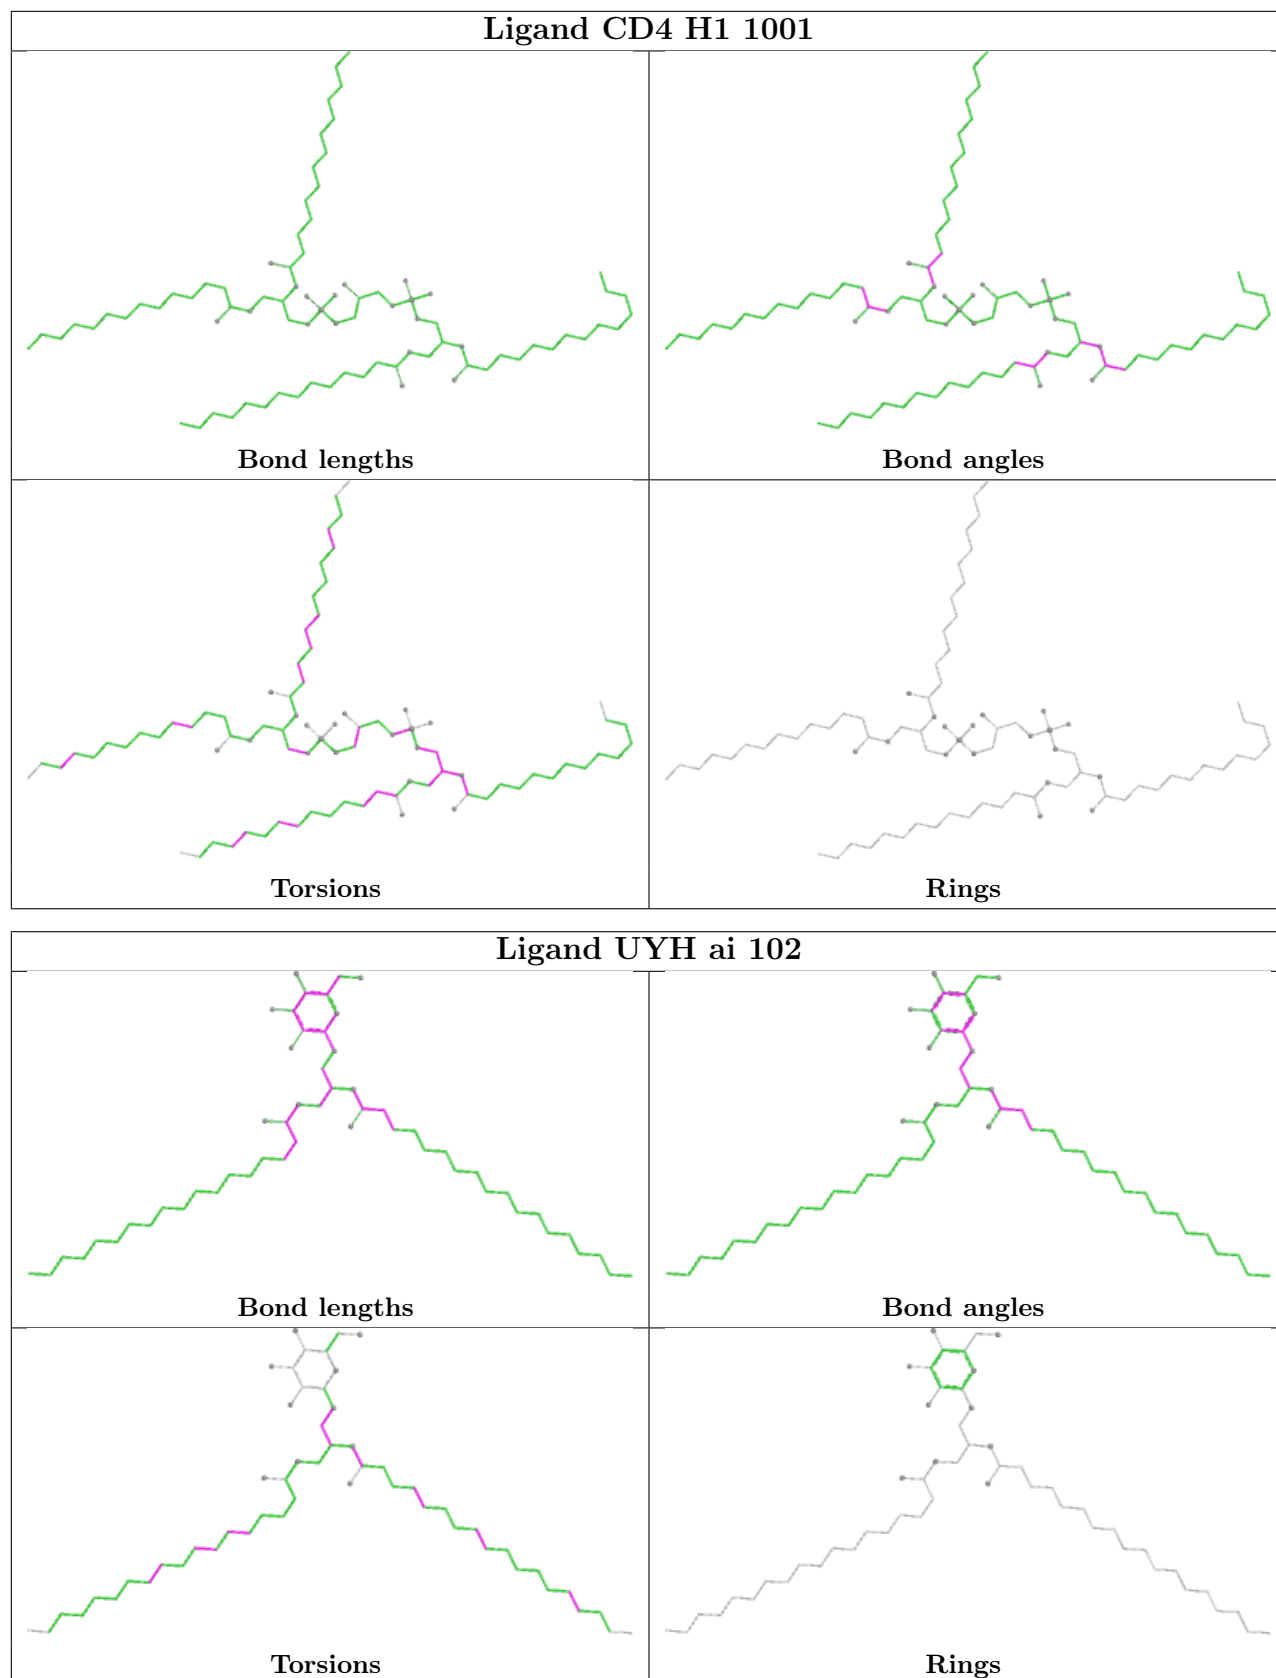 Ligand CD4 H1 1001
Bond lengths
Bond angles
Torsions
Rings
Ligand UYH ai 102
Bond lengths
Bond angles
Torsions
Rings